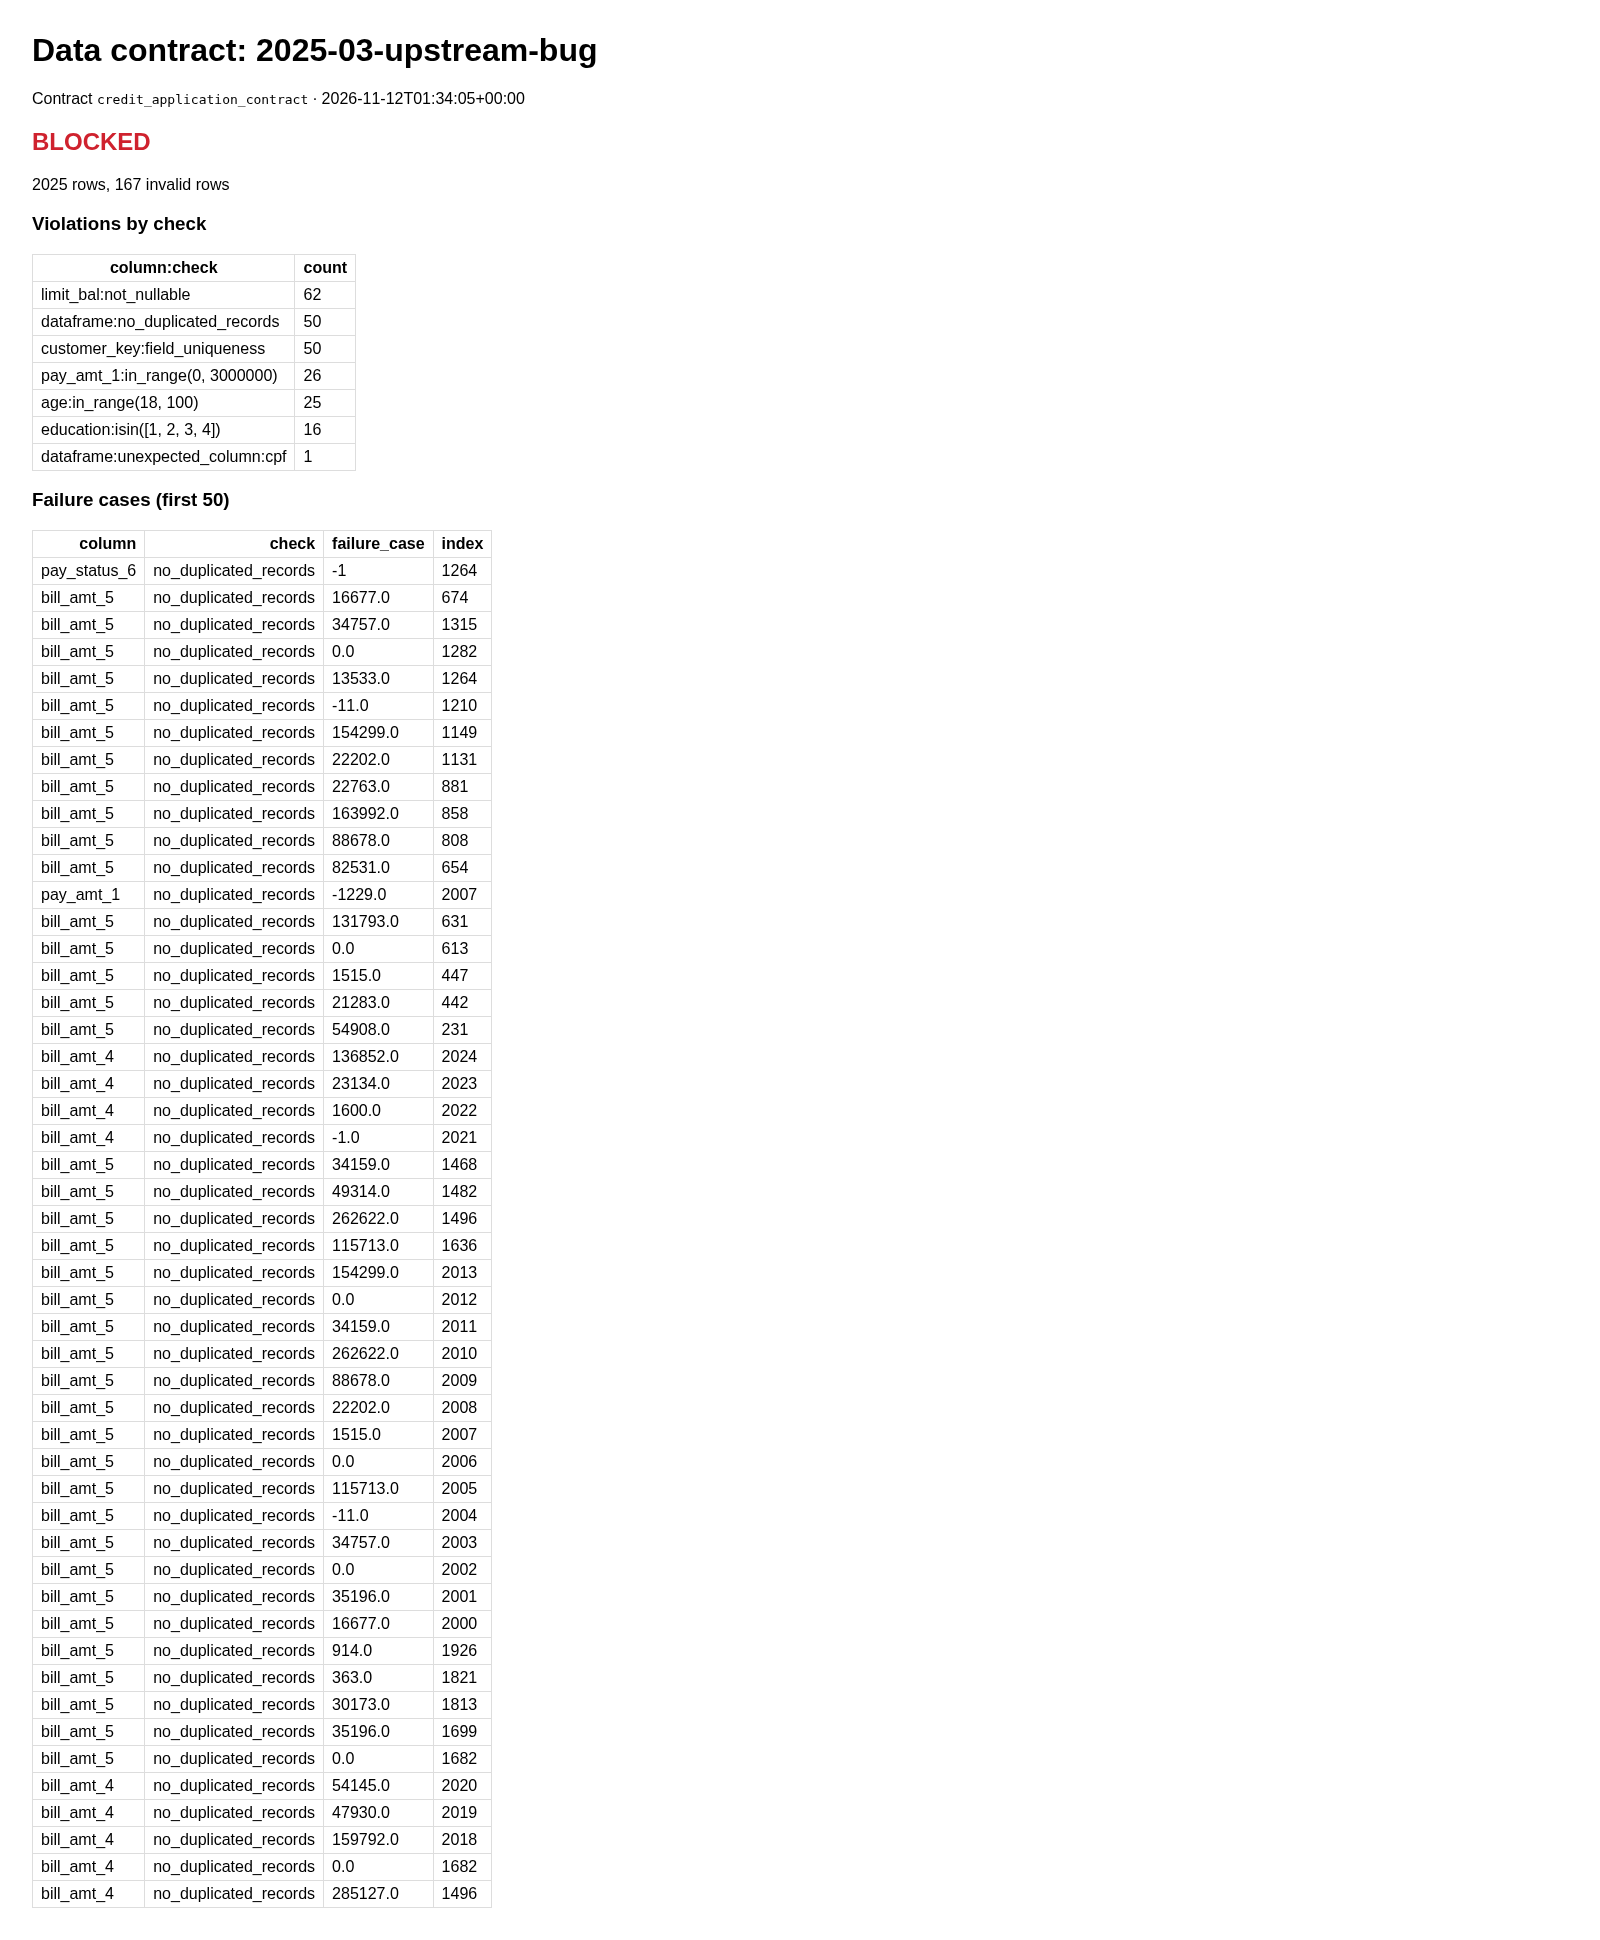 Data contract: 2025-03-upstream-bug
Contract credit_application_contract · 2026-11-12T01:34:05+00:00
BLOCKED
2025 rows, 167 invalid rows
Violations by check
column:check count
limit_bal:not_nullable 62
dataframe:no_duplicated_records 50
customer_key:field_uniqueness 50
pay_amt_1:in_range(0, 3000000) 26
age:in_range(18, 100) 25
education:isin([1, 2, 3, 4]) 16
dataframe:unexpected_column:cpf 1
Failure cases (first 50)
column check failure_case index
pay_status_6 no_duplicated_records -1 1264
bill_amt_5 no_duplicated_records 16677.0 674
bill_amt_5 no_duplicated_records 34757.0 1315
bill_amt_5 no_duplicated_records 0.0 1282
bill_amt_5 no_duplicated_records 13533.0 1264
bill_amt_5 no_duplicated_records -11.0 1210
bill_amt_5 no_duplicated_records 154299.0 1149
bill_amt_5 no_duplicated_records 22202.0 1131
bill_amt_5 no_duplicated_records 22763.0 881
bill_amt_5 no_duplicated_records 163992.0 858
bill_amt_5 no_duplicated_records 88678.0 808
bill_amt_5 no_duplicated_records 82531.0 654
pay_amt_1 no_duplicated_records -1229.0 2007
bill_amt_5 no_duplicated_records 131793.0 631
bill_amt_5 no_duplicated_records 0.0 613
bill_amt_5 no_duplicated_records 1515.0 447
bill_amt_5 no_duplicated_records 21283.0 442
bill_amt_5 no_duplicated_records 54908.0 231
bill_amt_4 no_duplicated_records 136852.0 2024
bill_amt_4 no_duplicated_records 23134.0 2023
bill_amt_4 no_duplicated_records 1600.0 2022
bill_amt_4 no_duplicated_records -1.0 2021
bill_amt_5 no_duplicated_records 34159.0 1468
bill_amt_5 no_duplicated_records 49314.0 1482
bill_amt_5 no_duplicated_records 262622.0 1496
bill_amt_5 no_duplicated_records 115713.0 1636
bill_amt_5 no_duplicated_records 154299.0 2013
bill_amt_5 no_duplicated_records 0.0 2012
bill_amt_5 no_duplicated_records 34159.0 2011
bill_amt_5 no_duplicated_records 262622.0 2010
bill_amt_5 no_duplicated_records 88678.0 2009
bill_amt_5 no_duplicated_records 22202.0 2008
bill_amt_5 no_duplicated_records 1515.0 2007
bill_amt_5 no_duplicated_records 0.0 2006
bill_amt_5 no_duplicated_records 115713.0 2005
bill_amt_5 no_duplicated_records -11.0 2004
bill_amt_5 no_duplicated_records 34757.0 2003
bill_amt_5 no_duplicated_records 0.0 2002
bill_amt_5 no_duplicated_records 35196.0 2001
bill_amt_5 no_duplicated_records 16677.0 2000
bill_amt_5 no_duplicated_records 914.0 1926
bill_amt_5 no_duplicated_records 363.0 1821
bill_amt_5 no_duplicated_records 30173.0 1813
bill_amt_5 no_duplicated_records 35196.0 1699
bill_amt_5 no_duplicated_records 0.0 1682
bill_amt_4 no_duplicated_records 54145.0 2020
bill_amt_4 no_duplicated_records 47930.0 2019
bill_amt_4 no_duplicated_records 159792.0 2018
bill_amt_4 no_duplicated_records 0.0 1682
bill_amt_4 no_duplicated_records 285127.0 1496